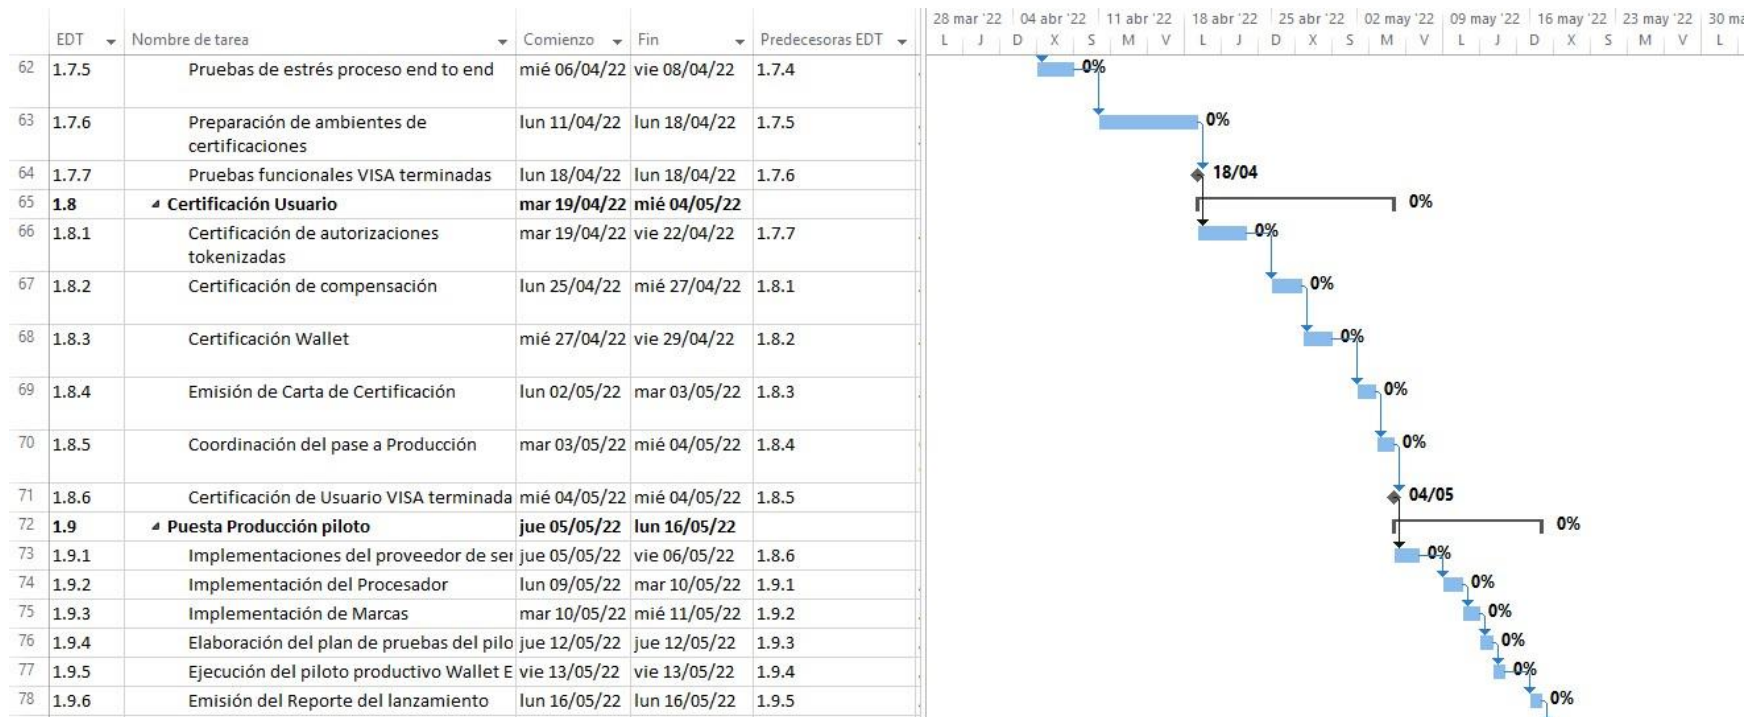 28 mar '22 04 abr '22 11 abr '22 18 abr '22 25 abr '22 02 may '22 09 may '22 16 may '22 23 may '22 30 ma
EDT Nombre de tarea Comienzo Fin Predecesoras EDT L J D X S M V L J D X S M V L J D X S M V L
62 1.7.5 Pruebas de estrés proceso end to end mié 06/04/22 vie 08/04/22 1.7.4 0%
63 1.7.6 Preparación de ambientes de lun 11/04/22 lun 18/04/22 1.7.5 0%
certificaciones
64 1.7.7 Pruebas funcionales VISA terminadas lun 18/04/22 lun 18/04/22 1.7.6 18/04
65 1.8 Certificación Usuario mar 19/04/22 mié 04/05/22 0%
66 1.8.1 Certificación de autorizaciones mar 19/04/22 vie 22/04/22 1.7.7 0%
tokenizadas
67 1.8.2 Certificación de compensación lun 25/04/22 mié 27/04/22 1.8.1 0%
68 1.8.3 Certificación Wallet mié 27/04/22 vie 29/04/22 1.8.2 0%
69 1.8.4 Emisión de Carta de Certificación lun 02/05/22 mar 03/05/22 1.8.3 0%
70 1.8.5 Coordinación del pase a Producción mar 03/05/22 mié 04/05/22 1.8.4 0%
71 1.8.6 Certificación de Usuario VISA terminada mié 04/05/22 mié 04/05/22 1.8.5 04/05
72 1.9 Puesta Producción piloto jue 05/05/22 lun 16/05/22 0%
73 1.9.1 Implementaciones del proveedor de ser jue 05/05/22 vie 06/05/22 1.8.6 0%
74 1.9.2 Implementación del Procesador lun 09/05/22 mar 10/05/22 1.9.1 0%
75 1.9.3 Implementación de Marcas mar 10/05/22 mié 11/05/22 1.9.2 0%
76 1.9.4 Elaboración del plan de pruebas del pilo jue 12/05/22 jue 12/05/22 1.9.3 0%
77 1.9.5 Ejecución del piloto productivo Wallet E vie 13/05/22 vie 13/05/22 1.9.4 0%
78 1.9.6 Emisión del Reporte del lanzamiento lun 16/05/22 lun 16/05/22 1.9.5 0%